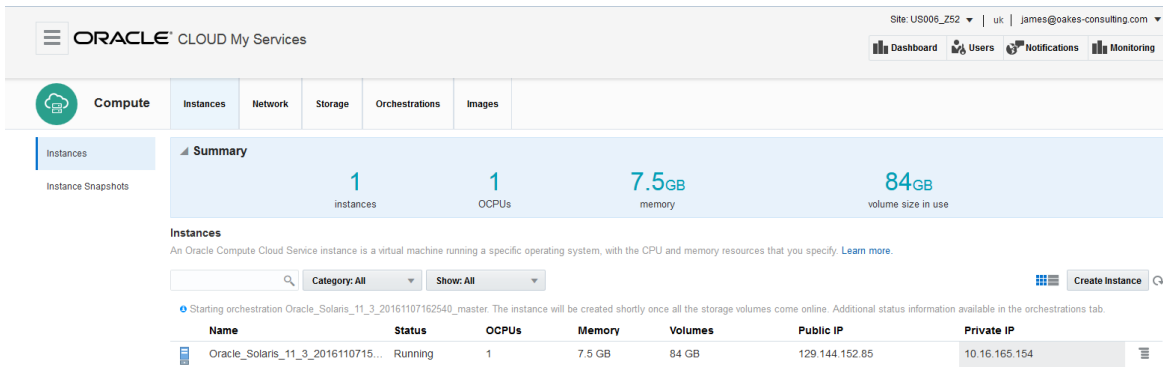 Site: US006_Z52 | uk | james@oakes-consulting.com
ORACLE® CLOUD My Services
Dashboard Users Notifications Monitoring
Compute Instances Network Storage Orchestrations Images
Instances
Instance Snapshots
Summary
1 1 7.5GB 84GB
instances OCPUs memory volume size in use
Instances
An Oracle Compute Cloud Service instance is a virtual machine running a specific operating system, with the CPU and memory resources that you specify. Learn more.
Category: All Show: All Create Instance
Starting orchestration Oracle_Solaris_11_3_20161107162540_master. The instance will be created shortly once all the storage volumes come online. Additional status information available in the orchestrations tab.
Name Status OCPUs Memory Volumes Public IP Private IP
Oracle_Solaris_11_3_2016110715... Running 1 7.5 GB 84 GB 129.144.152.85 10.16.165.154